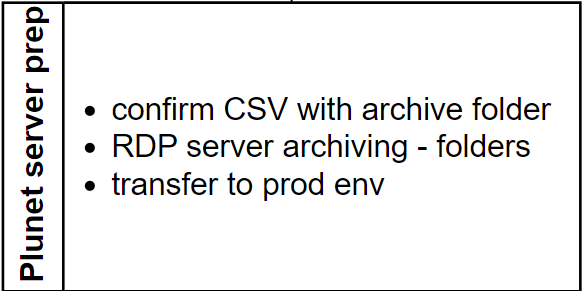 Plunet server prep
• confirm CSV with archive folder
• RDP server archiving - folders
• transfer to prod env